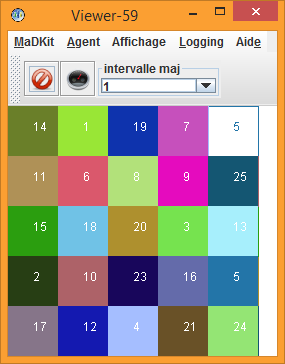 Viewer-59
MaDKit Agent Affichage Logging Aide
intervalle maj
1
14 1 19 7 5
11 6 8 9 25
15 18 20 3 13
2 10 23 16 5
17 12 4 21 24